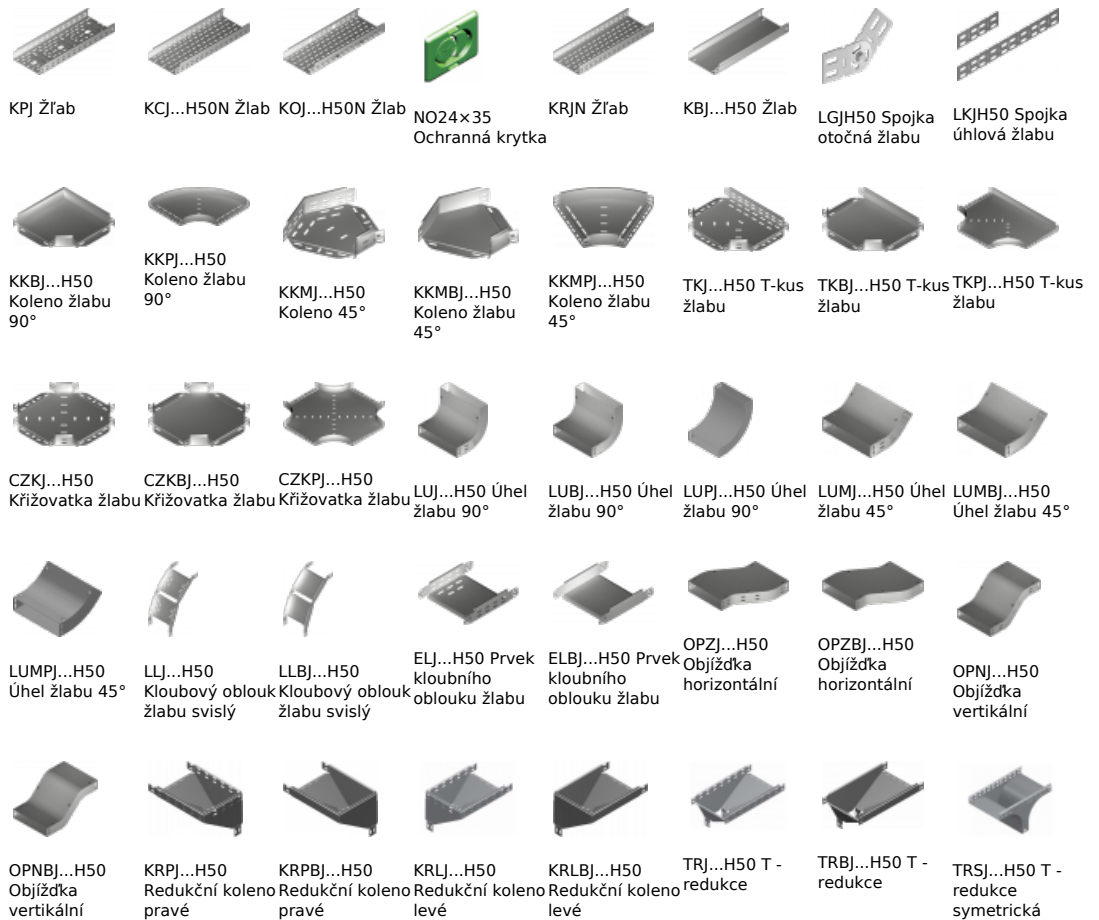 KPJ Žľab
KCJ...H50N Žlab
KOJ...H50N Žlab
NO24×35
Ochranná krytka
KRJN Žľab
KBJ...H50 Žlab
LGJH50 Spojka
otočná žlabu
LKJH50 Spojka
úhlová žlabu
KKBJ...H50
Koleno žlabu
90°
KKPJ...H50
Koleno žlabu
90°
KKMJ...H50
Koleno 45°
KKMBJ...H50
Koleno žlabu
45°
KKMPJ...H50
Koleno žlabu
45°
TKJ...H50 T-kus
žlabu
TKBJ...H50 T-kus
žlabu
TKPJ...H50 T-kus
žlabu
CZKJ...H50
Křižovatka žlabu
CZKBJ...H50
Křižovatka žlabu
CZKPJ...H50
Křižovatka žlabu
LUJ...H50 Úhel
žlabu 90°
LUBJ...H50 Úhel
žlabu 90°
LUPJ...H50 Úhel
žlabu 90°
LUMJ...H50 Úhel
žlabu 45°
LUMBJ...H50
Úhel žlabu 45°
LUMPJ...H50
Úhel žlabu 45°
LLJ...H50
Kloubový oblouk
žlabu svislý
LLBJ...H50
Kloubový oblouk
žlabu svislý
ELJ...H50 Prvek
kloubního
oblouku žlabu
ELBJ...H50 Prvek
kloubního
oblouku žlabu
OPZJ...H50
Objížďka
horizontální
OPZBJ...H50
Objížďka
horizontální
OPNJ...H50
Objížďka
vertikální
OPNBJ...H50
Objížďka
vertikální
KRPJ...H50
Redukční koleno
pravé
KRPBJ...H50
Redukční koleno
pravé
KRLJ...H50
Redukční koleno
levé
KRLBJ...H50
Redukční koleno
levé
TRJ...H50 T -
redukce
TRBJ...H50 T -
redukce
TRSJ...H50 T -
redukce
symetrická